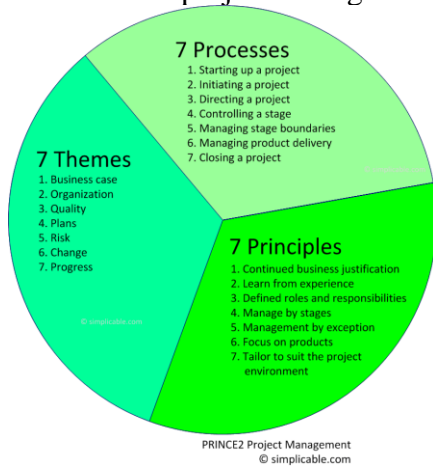 project
7 Processes
1. Starting up a project
2. Initiating a project
3. Directing a project
4. Controlling a stage
5. Managing stage boundaries
6. Managing product delivery
7. Closing a project
7 Themes
1. Business case
2. Organization
3. Quality
4. Plans
5. Risk
6. Change
7. Progress
© simplicable.com
7 Principles
1. Continued business justification
2. Learn from experience
3. Defined roles and responsibilities
4. Manage by stages
5. Management by exception
6. Focus on products
7. Tailor to suit the project
environment
PRINCE2 Project Management
© simplicable.com